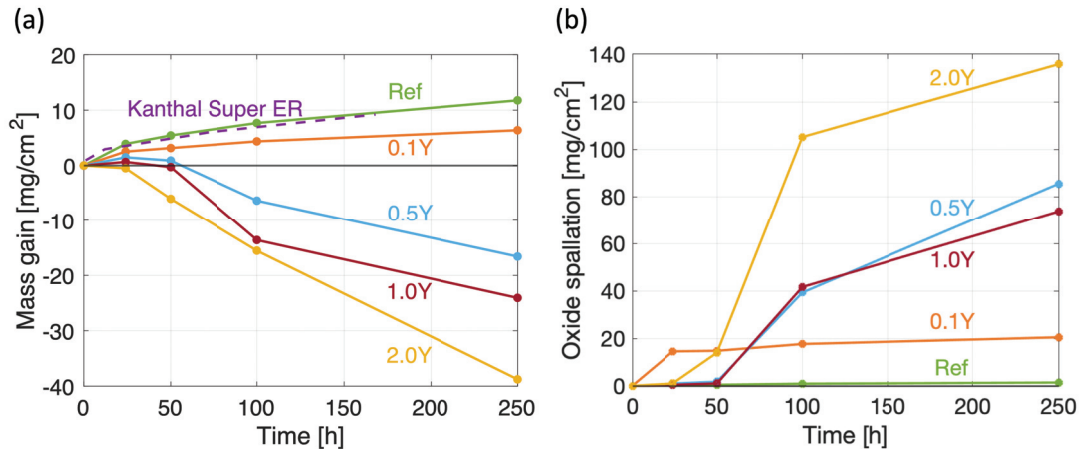 (a)
Mass gain [mg/cm²]
20
10
0
-10
-20
-30
-40
Kanthal Super ER
Ref
0.1Y
0.5Y
1.0Y
2.0Y
0 50 100 150 200 250
Time [h]
(b)
Oxide spallation [mg/cm²]
140
120
100
80
60
40
20
0
2.0Y
0.5Y
1.0Y
0.1Y
Ref
0 50 100 150 200 250
Time [h]